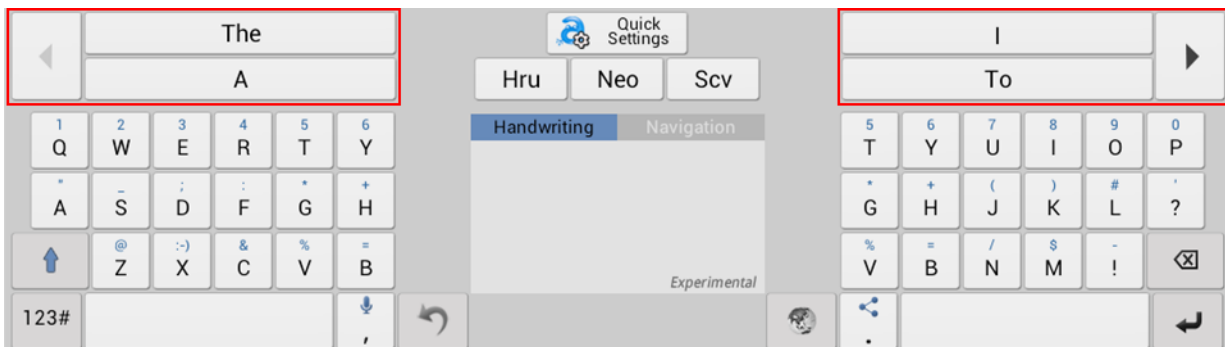 The
A
Quick
Settings
Hru Neo Scv
I
To
Handwriting Navigation
Experimental
1 2 3 4 5 6
Q W E R T Y
" _ ; : * +
A S D F G H
@ :-) & % =
Z X C V B
123# ,
5 6 7 8 9 0
T Y U I O P
* + ( ) # '
G H J K L ?
% = / $ -
V B N M !
.